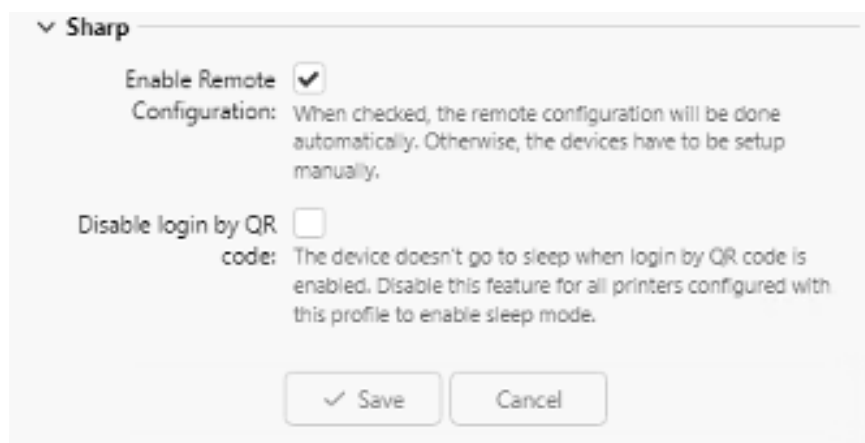 Sharp
Enable Remote
Configuration:
When checked, the remote configuration will be done
automatically. Otherwise, the devices have to be setup
manually.
Disable login by QR
code:
The device doesn't go to sleep when login by QR code is
enabled. Disable this feature for all printers configured with
this profile to enable sleep mode.
Save
Cancel